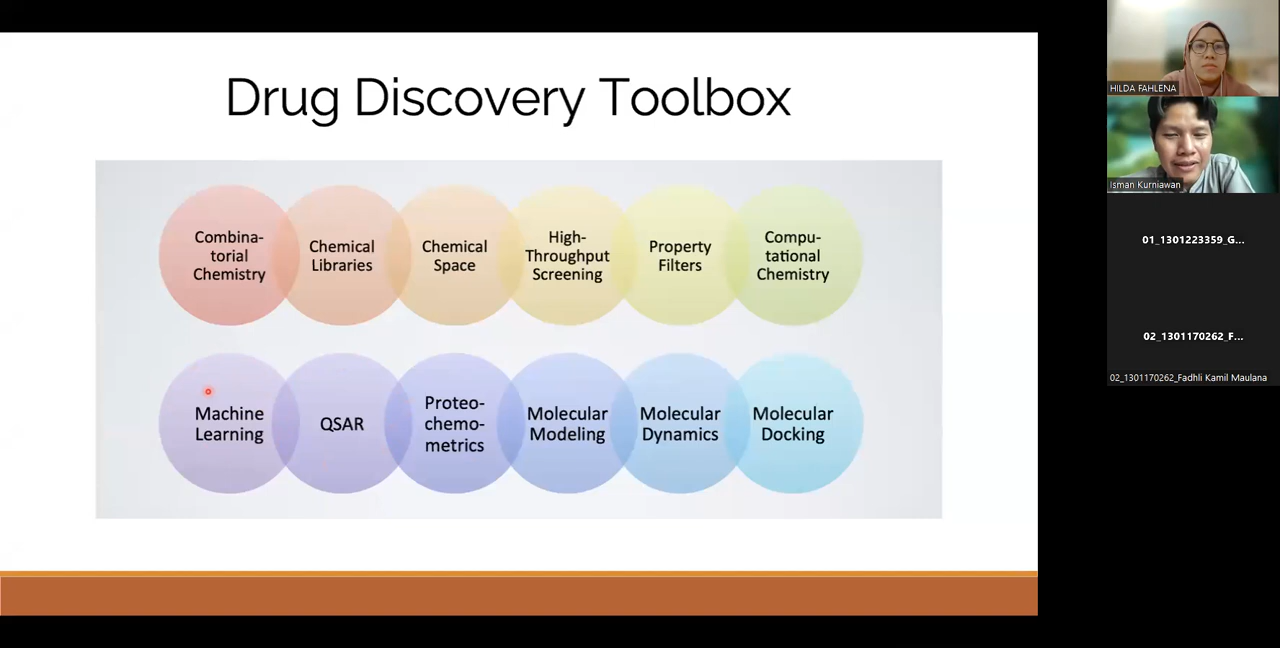 Drug Discovery Toolbox
Combina-
torial
Chemistry
Chemical
Libraries
Chemical
Space
High-
Throughput
Screening
Property
Filters
Compu-
tational
Chemistry
Machine
Learning
QSAR
Proteo-
chemo-
metrics
Molecular
Modeling
Molecular
Dynamics
Molecular
Docking
HILDA FAHLENA
Isman Kurniawan
01_1301223359_G...
02_1301170262_F...
02_1301170262_Fadhli Kamil Maulana